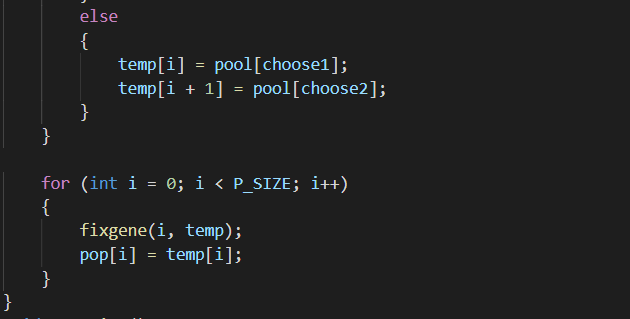 else
{
temp[i] = pool[choose1];
temp[i + 1] = pool[choose2];
}
}
for (int i = 0; i < P_SIZE; i++)
{
fixgene(i, temp);
pop[i] = temp[i];
}
}